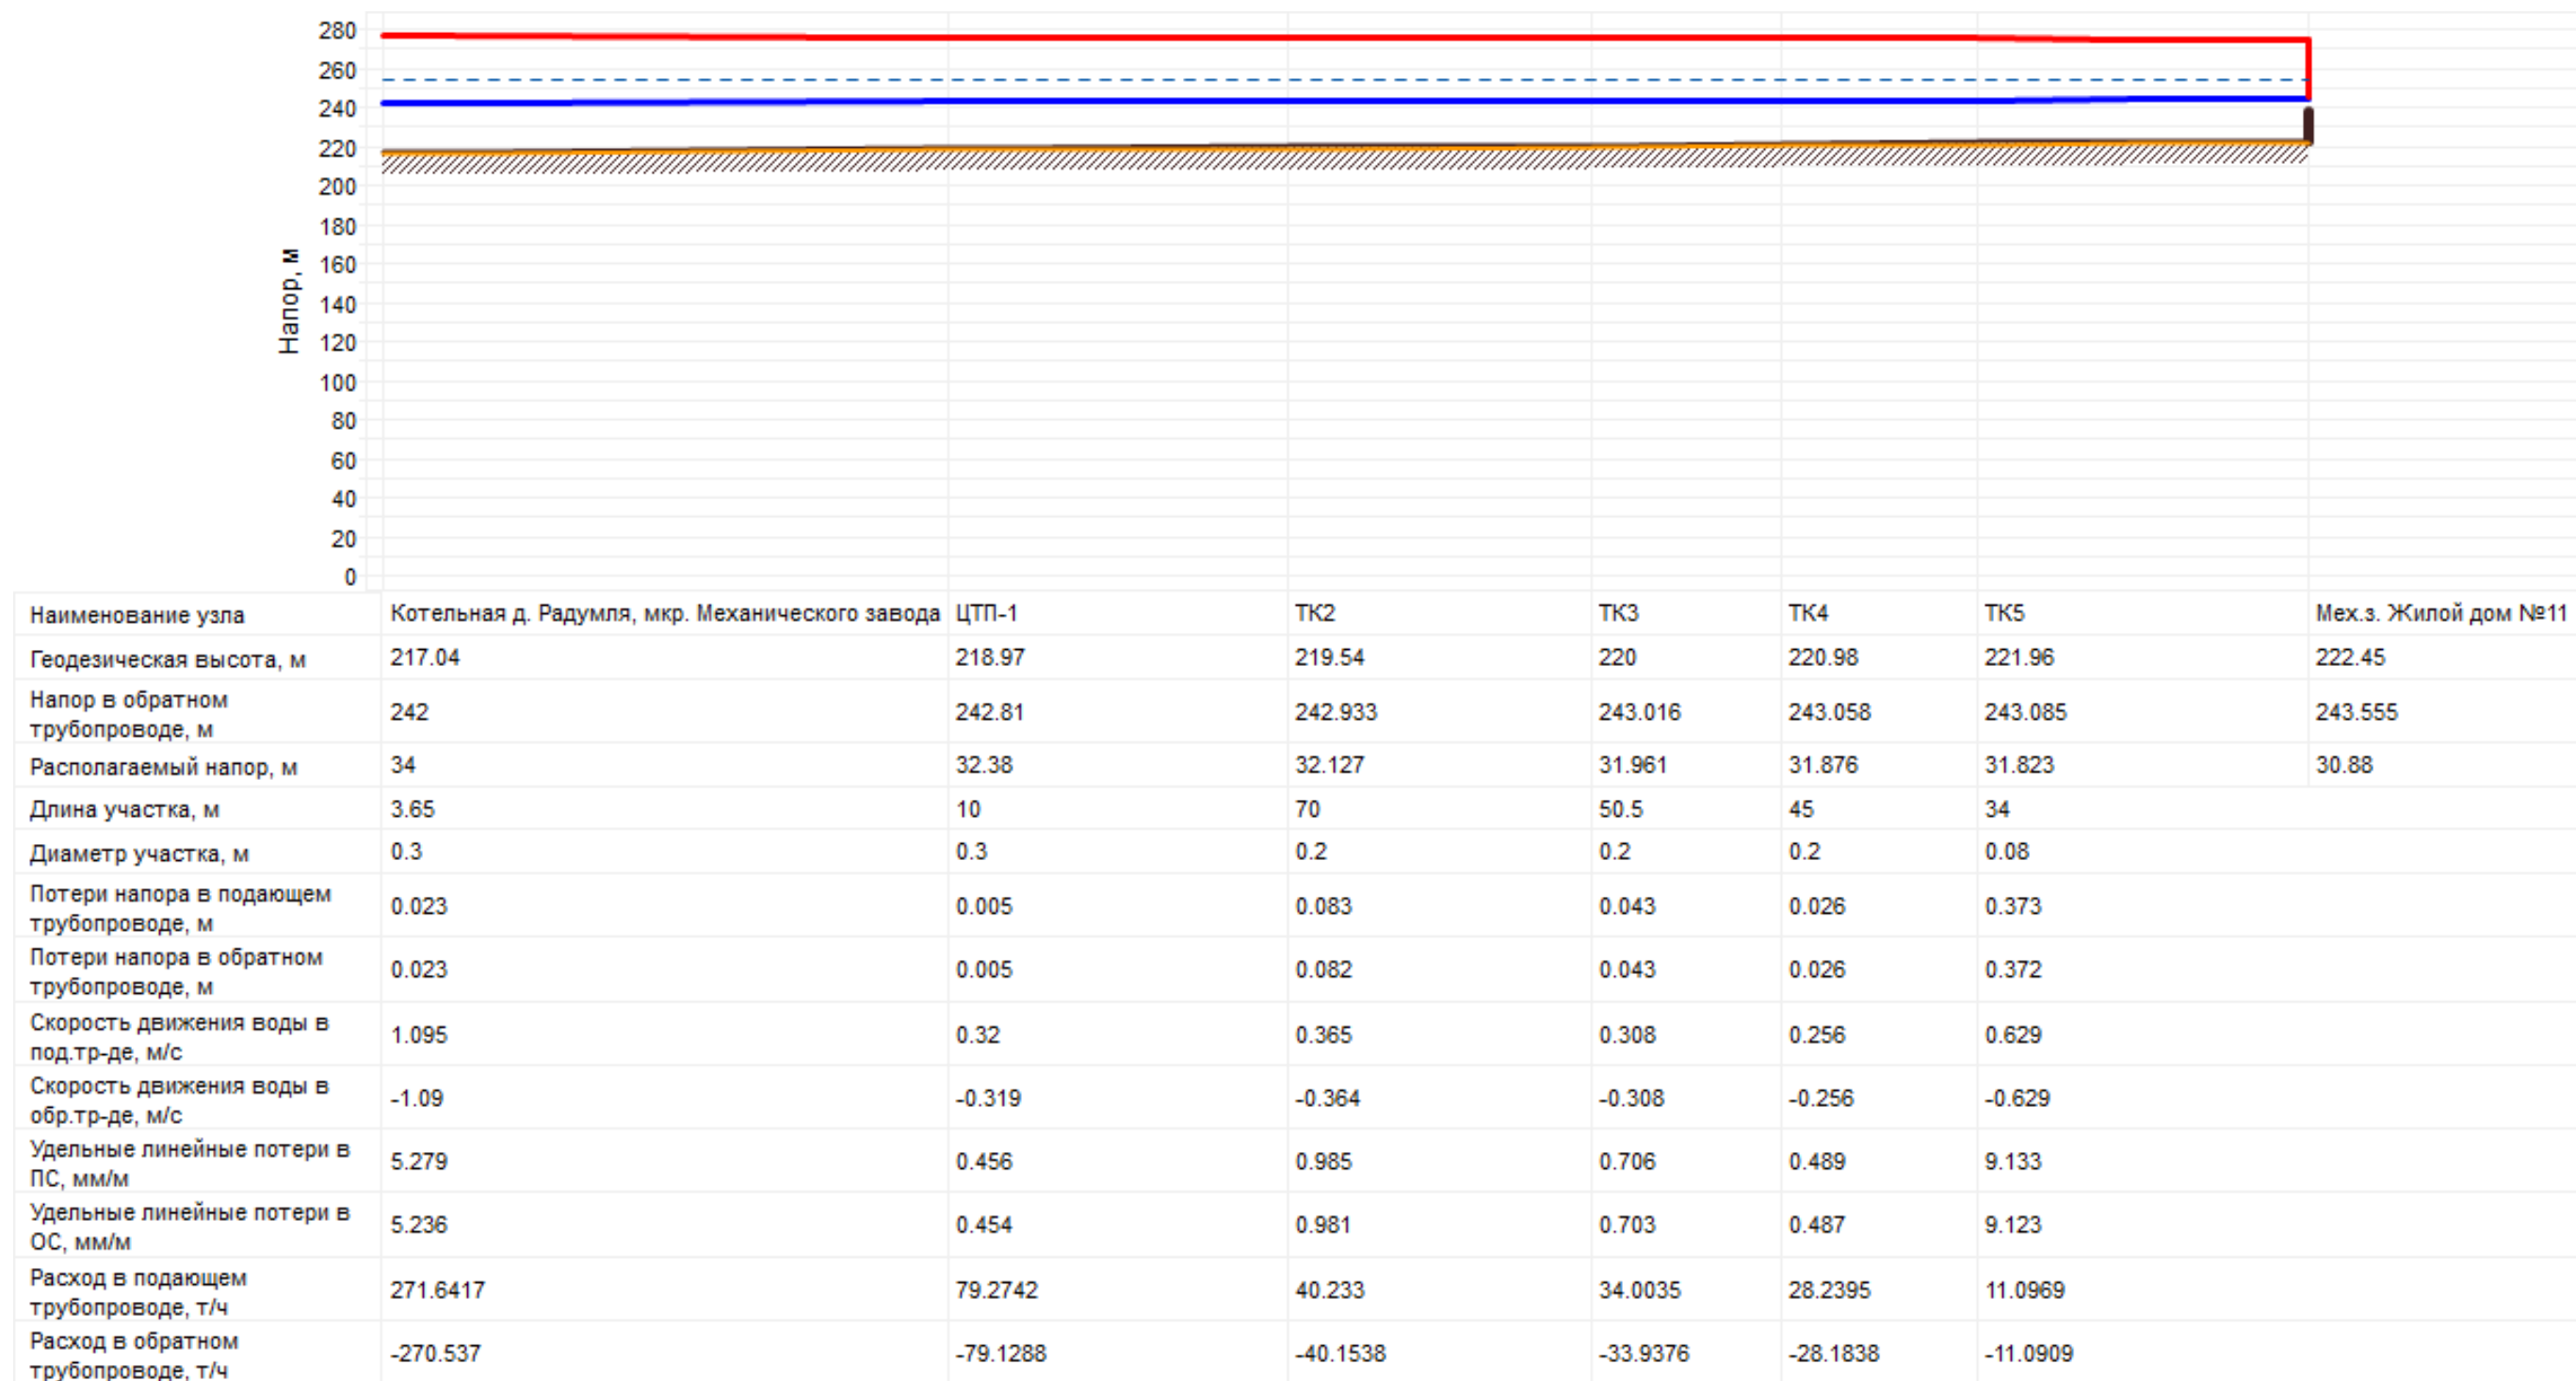 280
260
240
220
200
180
160
140
120
100
80
60
40
20
0
Напор, м
Наименование узла Котельная д. Радумля, мкр. Механического завода ЦТП-1 ТК2 ТК3 ТК4 ТК5 Мех.з. Жилой дом №11
Геодезическая высота, м 217.04 218.97 219.54 220 220.98 221.96 222.45
Напор в обратном
трубопроводе, м 242 242.81 242.933 243.016 243.058 243.085 243.555
Располагаемый напор, м 34 32.38 32.127 31.961 31.876 31.823 30.88
Длина участка, м 3.65 10 70 50.5 45 34
Диаметр участка, м 0.3 0.3 0.2 0.2 0.2 0.08
Потери напора в подающем
трубопроводе, м 0.023 0.005 0.083 0.043 0.026 0.373
Потери напора в обратном
трубопроводе, м 0.023 0.005 0.082 0.043 0.026 0.372
Скорость движения воды в
под.тр-де, м/с 1.095 0.32 0.365 0.308 0.256 0.629
Скорость движения воды в
обр.тр-де, м/с -1.09 -0.319 -0.364 -0.308 -0.256 -0.629
Удельные линейные потери в
ПС, мм/м 5.279 0.456 0.985 0.706 0.489 9.133
Удельные линейные потери в
ОС, мм/м 5.236 0.454 0.981 0.703 0.487 9.123
Расход в подающем
трубопроводе, т/ч 271.6417 79.2742 40.233 34.0035 28.2395 11.0969
Расход в обратном
трубопроводе, т/ч -270.537 -79.1288 -40.1538 -33.9376 -28.1838 -11.0909